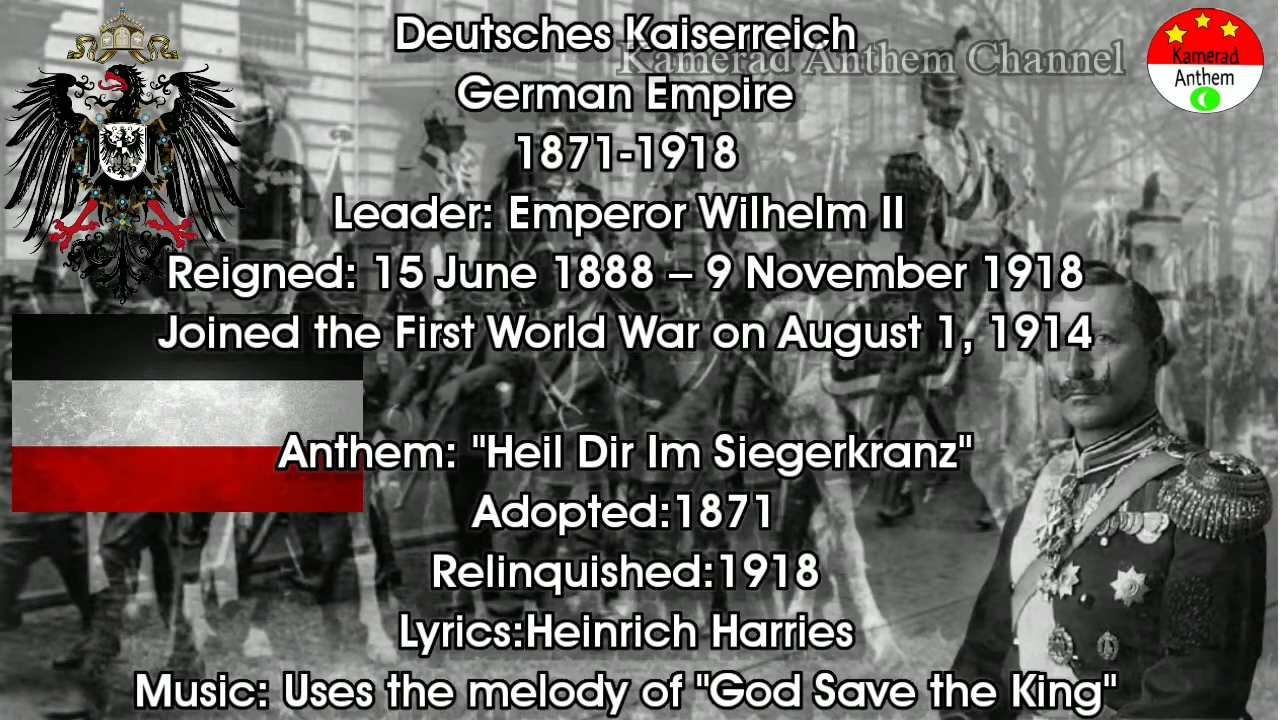 Deutsches Kaiserreich
Kamerad Anthem Channel
Kamerad
Anthem
German Empire
1871-1918
Leader: Emperor Wilhelm II
Reigned: 15 June 1888 – 9 November 1918
Joined the First World War on August 1, 1914
Anthem: "Heil Dir Im Siegerkranz"
Adopted:1871
Relinquished:1918
Lyrics:Heinrich Harries
Music: Uses the melody of "God Save the King"